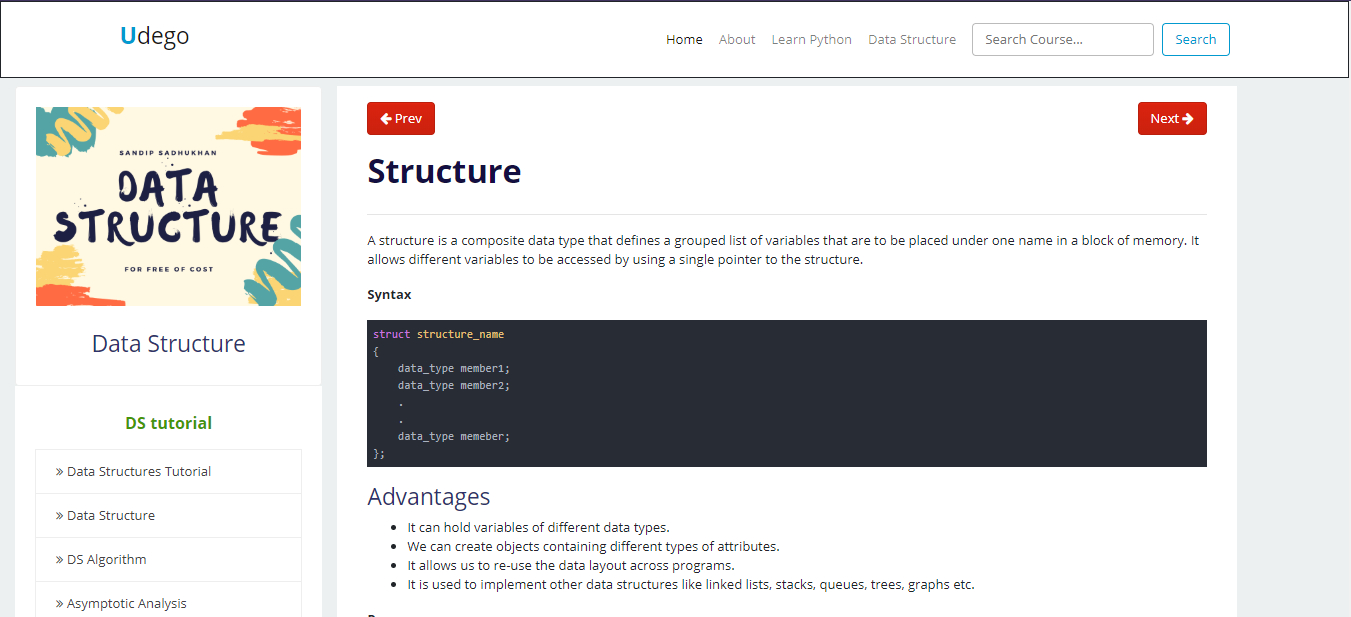 Udego
Home About Learn Python Data Structure Search Course... Search
SANDIP SADHUKHAN
DATA
STRUCTURE
FOR FREE OF COST
Data Structure
DS tutorial
» Data Structures Tutorial
» Data Structure
» DS Algorithm
» Asymptotic Analysis
Prev
Next
Structure
A structure is a composite data type that defines a grouped list of variables that are to be placed under one name in a block of memory. It
allows different variables to be accessed by using a single pointer to the structure.
Syntax
struct structure_name
{
    data_type member1;
    data_type member2;
    .
    .
    data_type memeber;
};
Advantages
• It can hold variables of different data types.
• We can create objects containing different types of attributes.
• It allows us to re-use the data layout across programs.
• It is used to implement other data structures like linked lists, stacks, queues, trees, graphs etc.